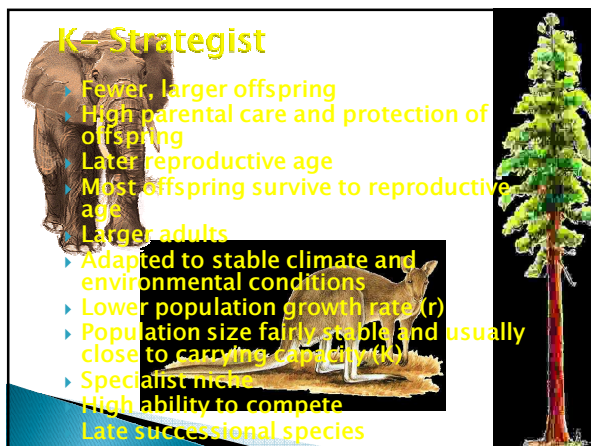 K- Strategist
Fewer, larger offspring
High parental care and protection of
offspring
Later reproductive age
Most offspring survive to reproductive
age
Larger adults
Adapted to stable climate and
environmental conditions
Lower population growth rate (r)
Population size fairly stable and usually
close to carrying capacity (K)
Specialist niche
High ability to compete
Late successional species